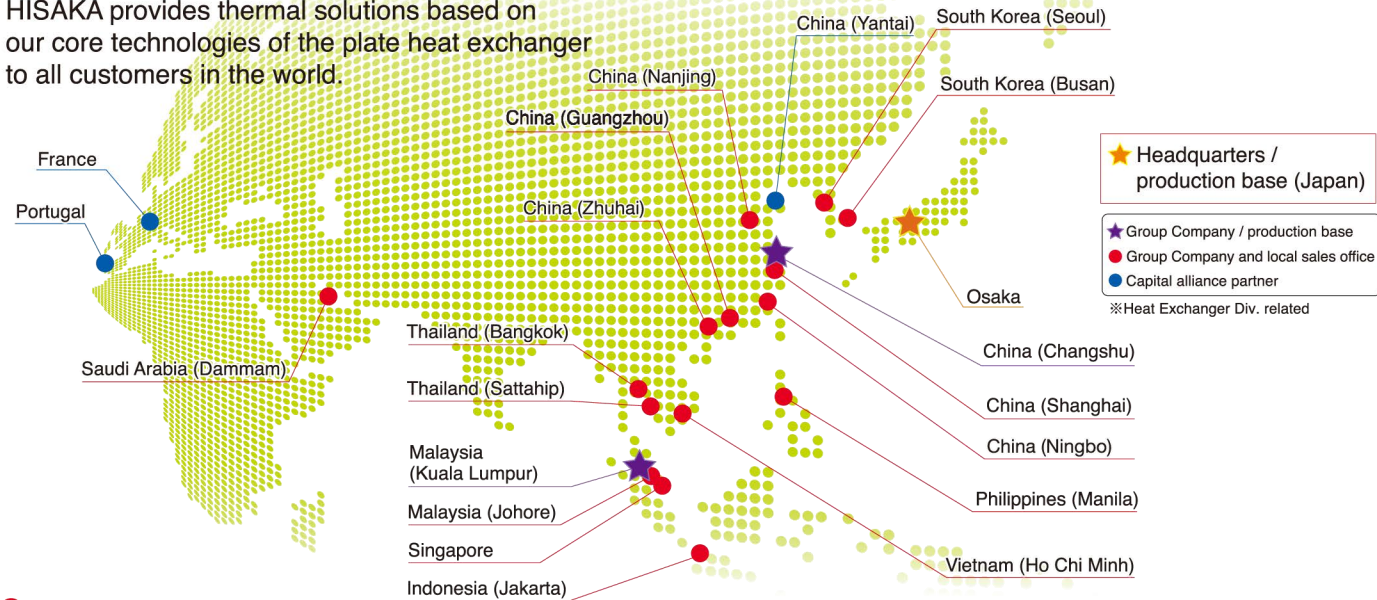 HISAKA provides thermal solutions based on
our core technologies of the plate heat exchanger
to all customers in the world.
China (Yantai)
South Korea (Seoul)
China (Nanjing)
South Korea (Busan)
China (Guangzhou)
France
Headquarters /
production base (Japan)
Portugal
China (Zhuhai)
Group Company / production base
Group Company and local sales office
Capital alliance partner
※Heat Exchanger Div. related
Osaka
Thailand (Bangkok)
China (Changshu)
Saudi Arabia (Dammam)
Thailand (Sattahip)
China (Shanghai)
China (Ningbo)
Malaysia
(Kuala Lumpur)
Philippines (Manila)
Malaysia (Johore)
Singapore
Vietnam (Ho Chi Minh)
Indonesia (Jakarta)